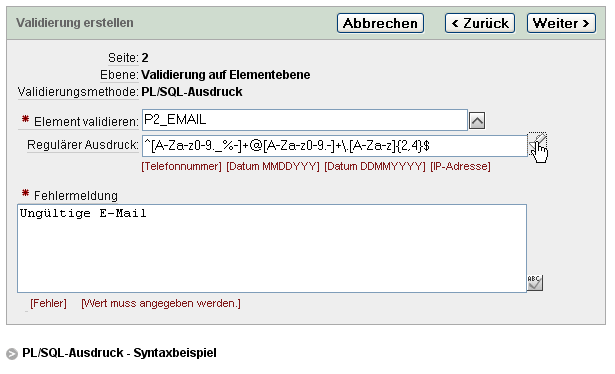 Validierung erstellen
Abbrechen
< Zurück
Weiter >
Seite: 2
Ebene: Validierung auf Elementebene
Validierungsmethode: PL/SQL-Ausdruck
* Element validieren: P2_EMAIL
Regulärer Ausdruck: ^[A-Za-z0-9._%-]+@[A-Za-z0-9.-]+\.[A-Za-z]{2,4}$
[Telefonnummer] [Datum MMDDYYY] [Datum DDMMYYYY] [IP-Adresse]
* Fehlermeldung
Ungültige E-Mail
ABC
[Fehler] [Wert muss angegeben werden.]
PL/SQL-Ausdruck - Syntaxbeispiel